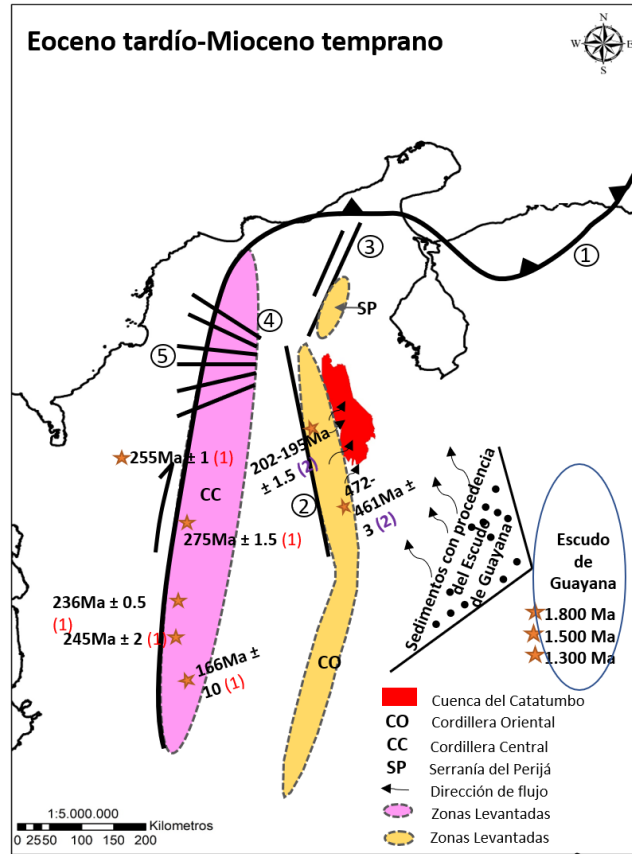 Eoceno tardío-Mioceno temprano
N
W
E
S
1
3
SP
4
5
202-195Ma
± 1.5 (2)
255Ma ± 1 (1)
CC
2
472-
461Ma ±
3 (2)
275Ma ± 1.5 (1)
Sedimentos con procedencia
del Escudo
de Guayana
Escudo
de
Guayana
1.800 Ma
1.500 Ma
1.300 Ma
236Ma ± 0.5
(1)
245Ma ± 2 (1)
166Ma ±
10 (1)
CO
Cuenca del Catatumbo
CO Cordillera Oriental
CC Cordillera Central
SP Serranía del Perijá
Dirección de flujo
Zonas Levantadas
Zonas Levantadas
1:5.000.000
Kilometros
0 2550 100 150 200